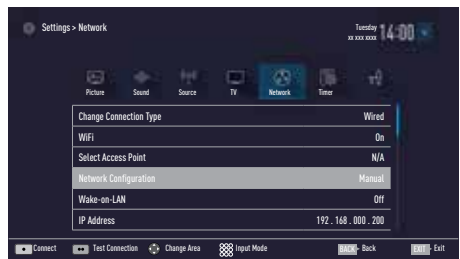 Settings > Network
Tuesday
xx xxx xxxx
14:00
Picture Sound Source TV Network Timer
Change Connection Type Wired
WiFi On
Select Access Point N/A
Network Configuration Manual
Wake-on-LAN Off
IP Address 192 . 168 . 000 . 200
Connect Test Connection Change Area Input Mode BACK Back EXIT Exit